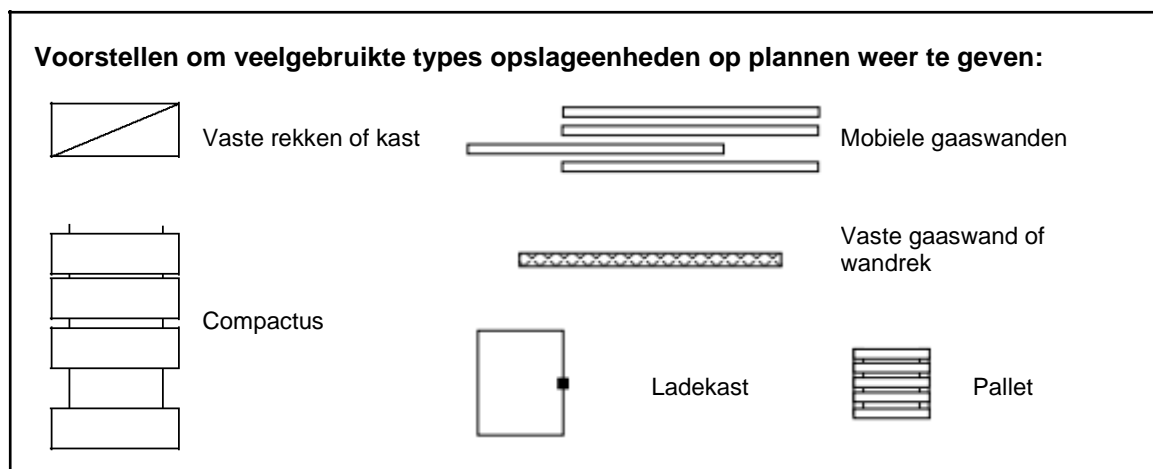 Voorstellen om veelgebruikte types opslageenheden op plannen weer te geven:
Vaste rekken of kast
Mobiele gaaswanden
Vaste gaaswand of
wandrek
Compactus
Ladekast
Pallet